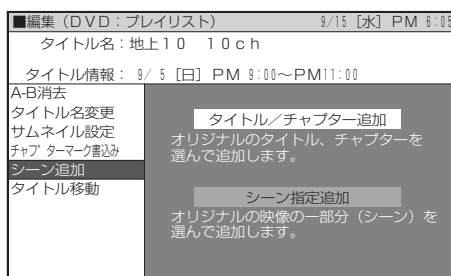 ■編集(DVD:プレイリスト) 9/15 [水] PM 6:05
タイトル名:地上10 10ch
タイトル情報: 9/ 5 [日] PM 9:00〜PM11:00
A-B消去
タイトル名変更
サムネイル設定
チャプターマーク書込み
シーン追加
タイトル移動
タイトル/チャプター追加
オリジナルのタイトル、チャプターを
選んで追加します。
シーン指定追加
オリジナルの映像の一部分(シーン)を
選んで追加します。